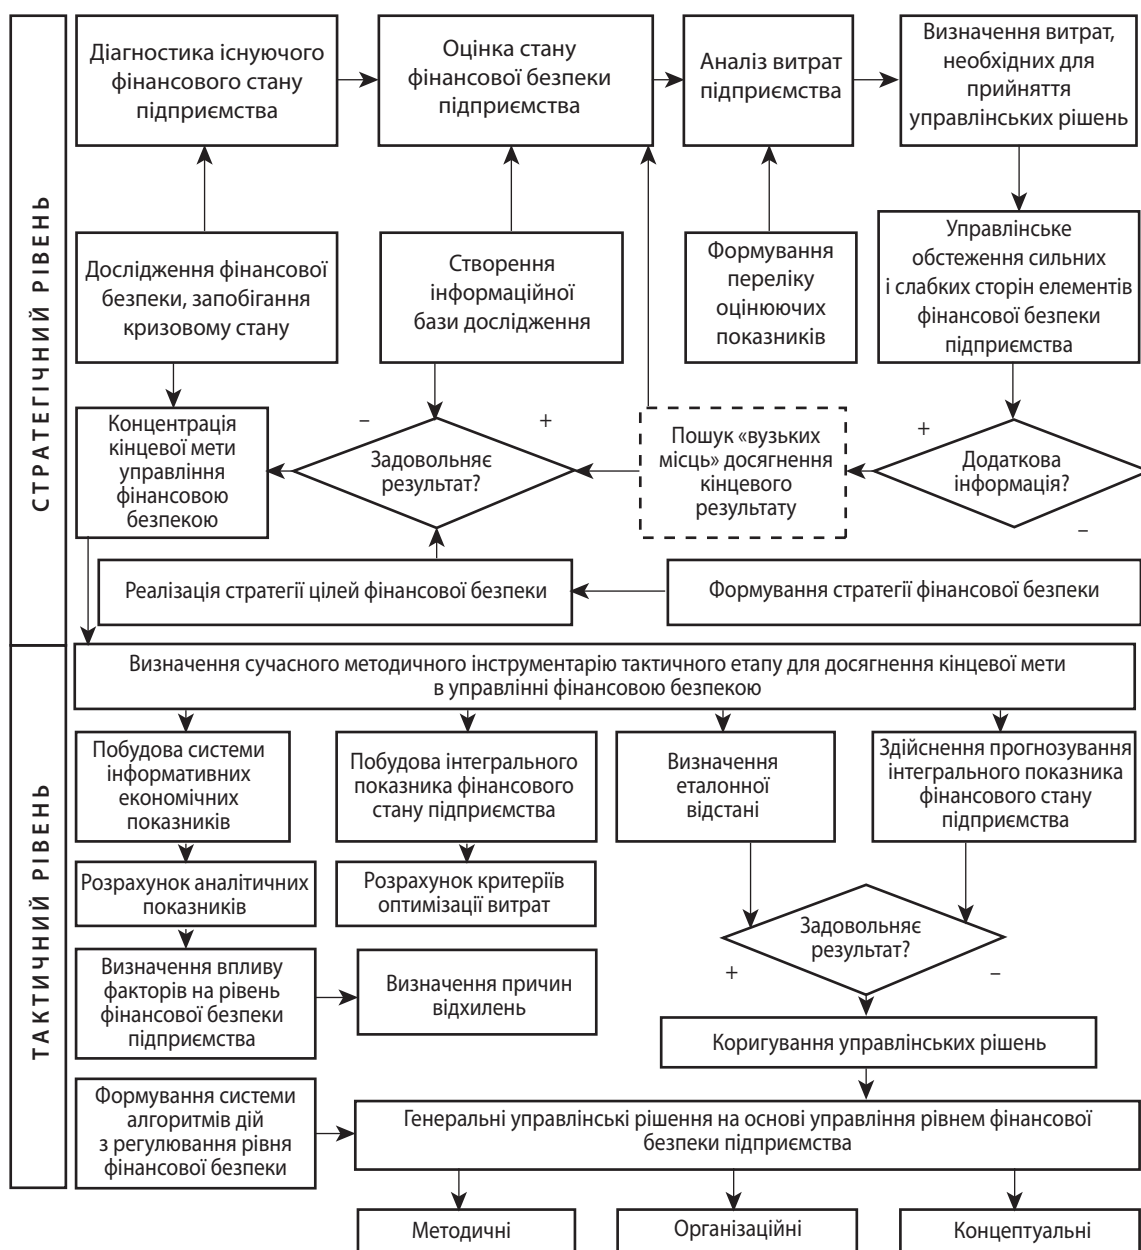 СТРАТЕГІЧНИЙ РІВЕНЬ
Діагностика існуючого
фінансового стану
підприємства
Оцінка стану
фінансової безпеки
підприємства
Аналіз витрат
підприємства
Визначення витрат,
необхідних для
прийняття
управлінських рішень
Дослідження фінансової
безпеки, запобігання
кризовому стану
Створення
інформаційної
бази дослідження
Формування
переліку
оцінюючих
показників
Управлінське
обстеження сильних
і слабких сторін елементів
фінансової безпеки
підприємства
Концентрація
кінцевої мети
управління
фінансовою
безпекою
–
Задовольняє
результат?
+
Пошук «вузьких
місць» досягнення
кінцевого
результату
+
Додаткова
інформація?
–
Реалізація стратегії цілей фінансової безпеки
Формування стратегії фінансової безпеки
ТАКТИЧНИЙ РІВЕНЬ
Визначення сучасного методичного інструментарію тактичного етапу для досягнення кінцевої мети
в управлінні фінансовою безпекою
Побудова системи
інформативних
економічних
показників
Побудова інтегрального
показника фінансового
стану підприємства
Визначення
еталонної
відстані
Здійснення прогнозування
інтегрального показника
фінансового стану
підприємства
Розрахунок аналітичних
показників
Розрахунок критеріїв
оптимізації витрат
Задовольняє
результат?
+
–
Визначення впливу
факторів на рівень
фінансової безпеки
підприємства
Визначення причин
відхилень
Коригування управлінських рішень
Формування системи
алгоритмів дій
з регулювання рівня
фінансової безпеки
Генеральні управлінські рішення на основі управління рівнем фінансової
безпеки підприємства
Методичні
Організаційні
Концептуальні